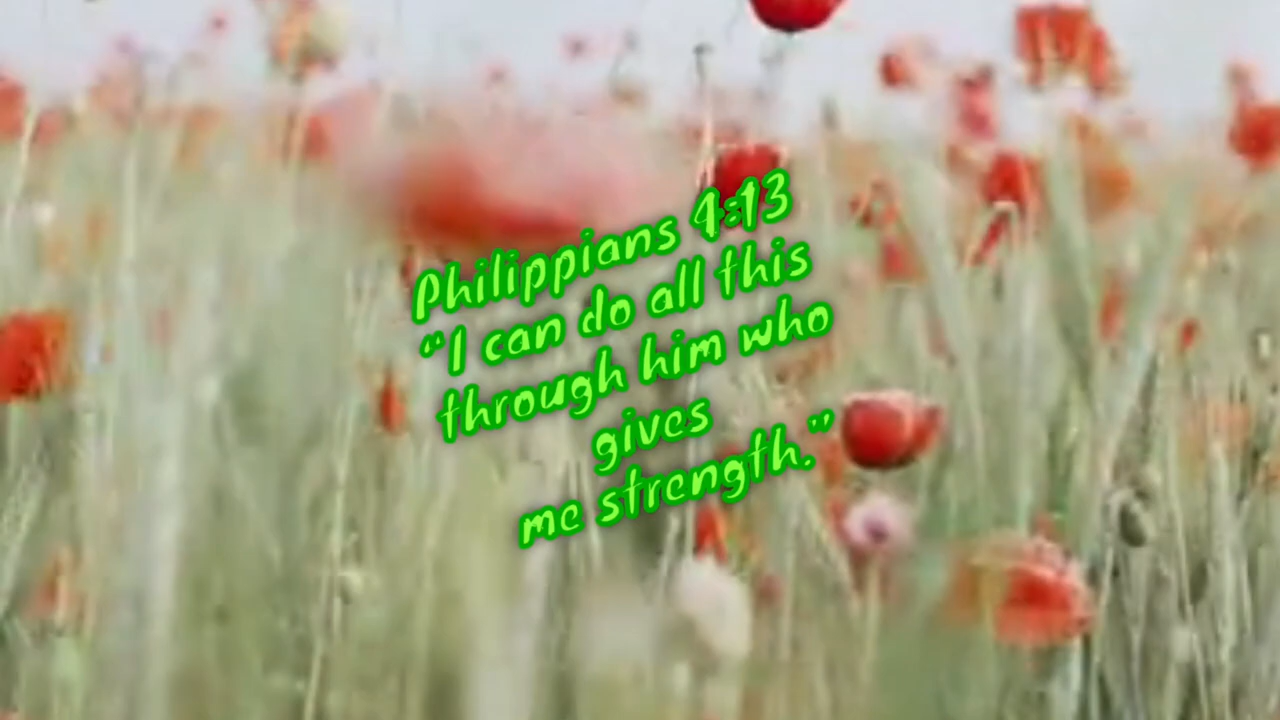 Philippians 4:13
“I can do all this
through him who
gives
me strength.”